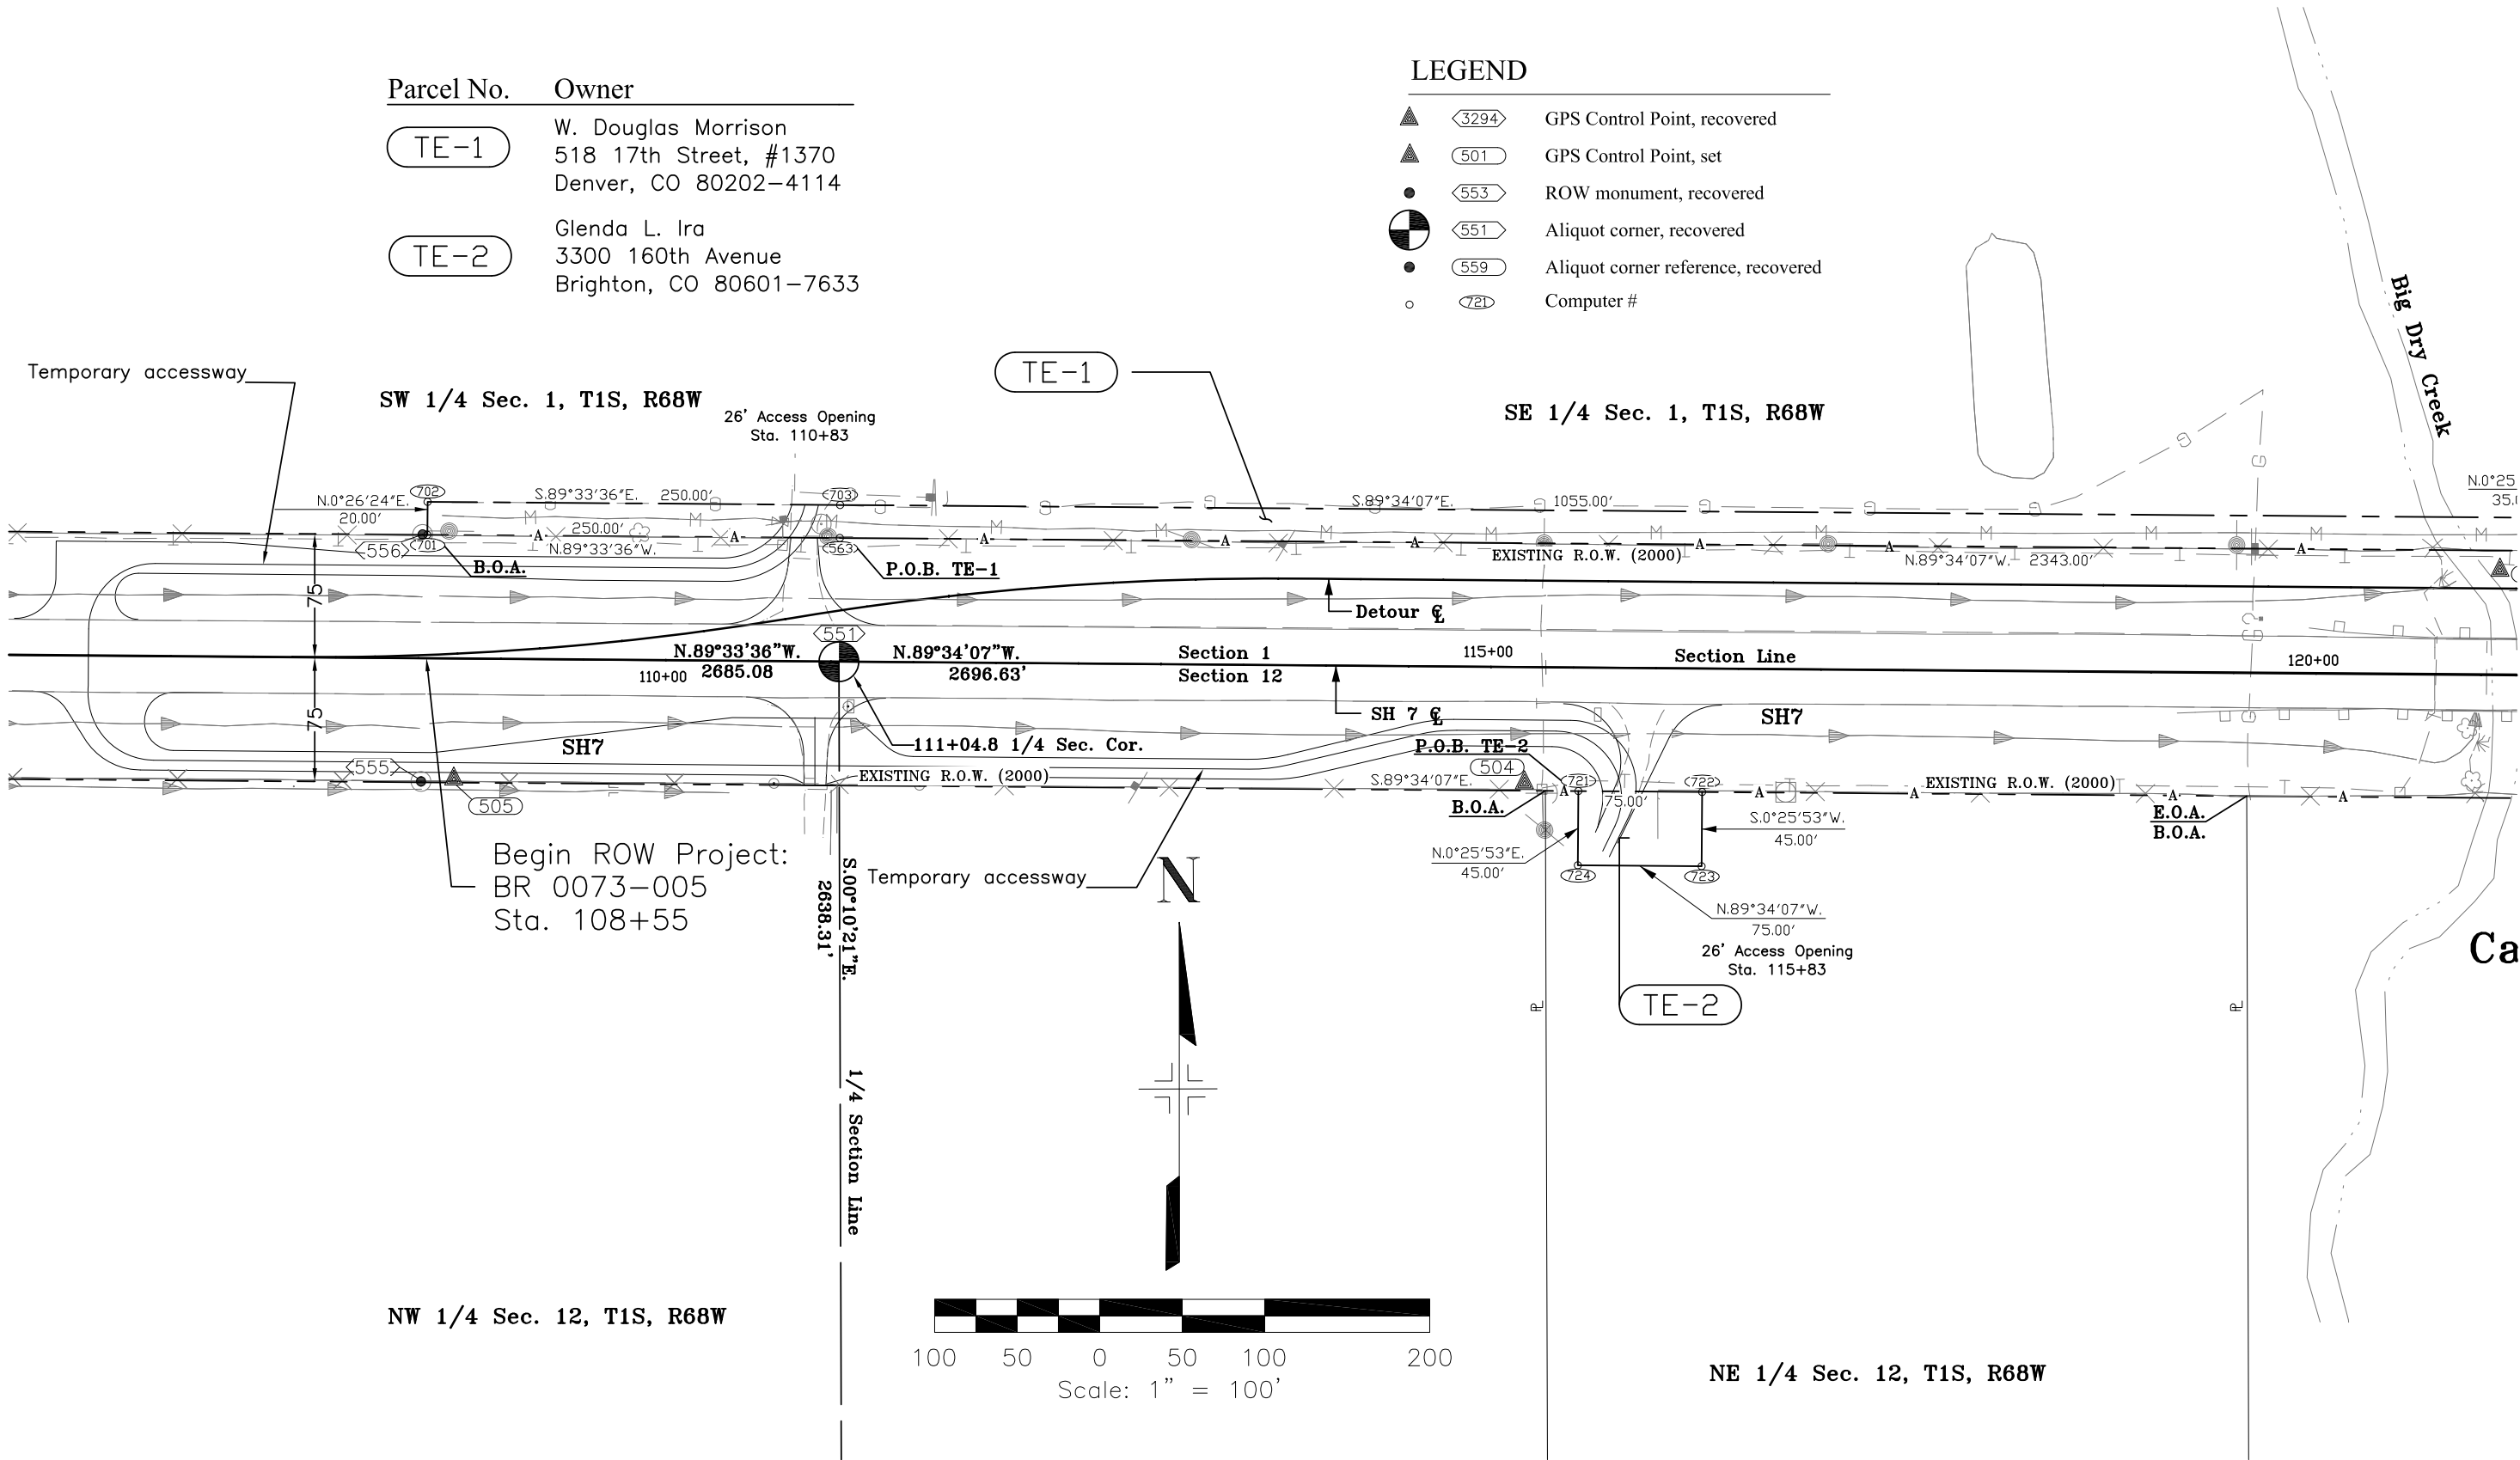 Parcel No. Owner
TE-1
W. Douglas Morrison
518 17th Street, #1370
Denver, CO 80202-4114
TE-2
Glenda L. Ira
3300 160th Avenue
Brighton, CO 80601-7633
LEGEND
3294 GPS Control Point, recovered
501 GPS Control Point, set
553 ROW monument, recovered
551 Aliquot corner, recovered
559 Aliquot corner reference, recovered
721 Computer #
Big Dry Creek
Temporary accessway
SW 1/4 Sec. 1, T1S, R68W
26' Access Opening
Sta. 110+83
TE-1
SE 1/4 Sec. 1, T1S, R68W
N.0°26'24"E.
20.00'
702
S.89°33'36"E. 250.00'
703
S.89°34'07"E. 1055.00'
N.0°25
556
701
250.00'
N.89°33'36"W.
563
B.O.A.
P.O.B. TE-1
EXISTING R.O.W. (2000)
N.89°34'07"W. 2343.00'
75
Detour ℄
551
N.89°33'36"W.
2685.08
110+00
N.89°34'07"W.
2696.63'
Section 1
Section 12
115+00
Section Line
120+00
75
SH7
SH 7 ℄
SH7
111+04.8 1/4 Sec. Cor.
P.O.B. TE-2
555
505
EXISTING R.O.W. (2000)
S.89°34'07"E.
504
B.O.A.
721
75.00'
722
EXISTING R.O.W. (2000)
E.O.A.
B.O.A.
S.0°25'53"W.
45.00'
N.0°25'53"E.
45.00'
724
723
N.89°34'07"W.
75.00'
26' Access Opening
Sta. 115+83
TE-2
Begin ROW Project:
BR 0073-005
Sta. 108+55
S.00°10'21"E.
2638.31'
Temporary accessway
N
Ca
1/4 Section Line
NW 1/4 Sec. 12, T1S, R68W
100 50 0 50 100 200
Scale: 1" = 100'
NE 1/4 Sec. 12, T1S, R68W